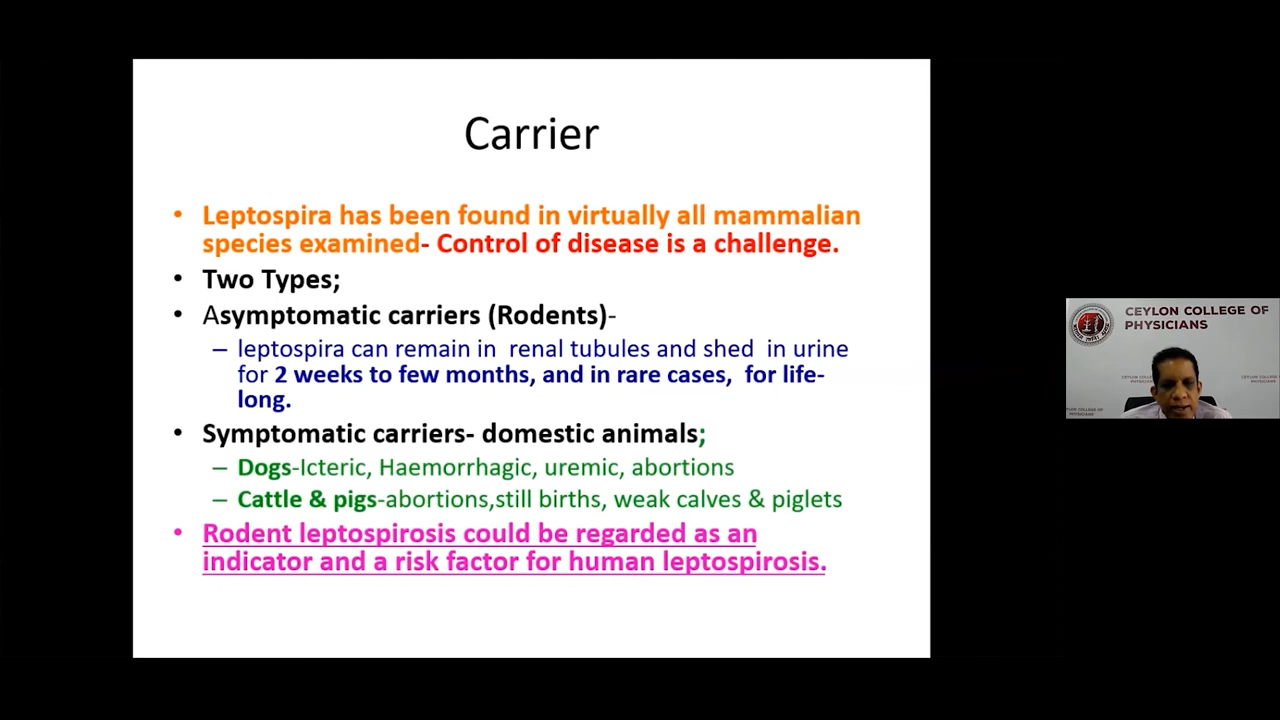 Carrier
• Leptospira has been found in virtually all mammalian
species examined- Control of disease is a challenge.
• Two Types;
• Asymptomatic carriers (Rodents)-
– leptospira can remain in renal tubules and shed in urine
for 2 weeks to few months, and in rare cases, for life-
long.
• Symptomatic carriers- domestic animals;
– Dogs-Icteric, Haemorrhagic, uremic, abortions
– Cattle & pigs-abortions,still births, weak calves & piglets
• Rodent leptospirosis could be regarded as an
indicator and a risk factor for human leptospirosis.
CEYLON COLLEGE OF
PHYSICIANS